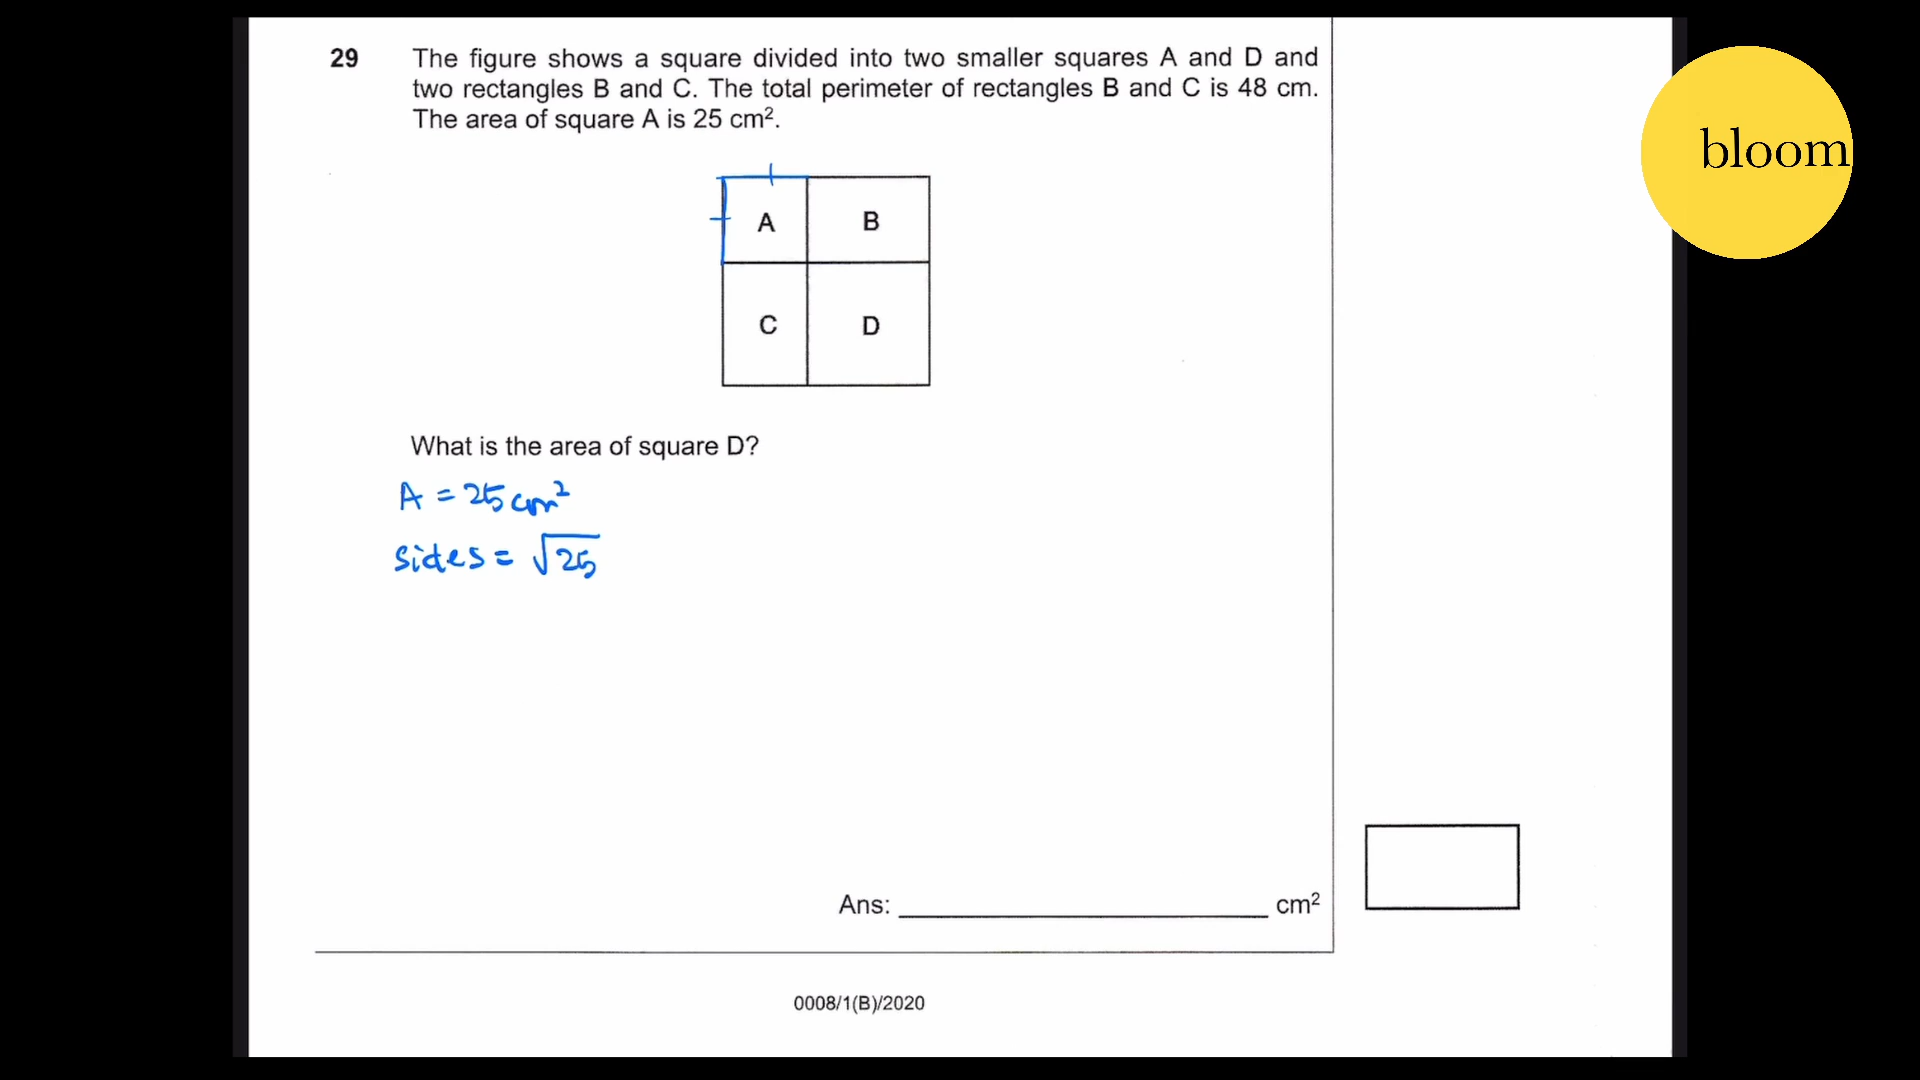 29 The figure shows a square divided into two smaller squares A and D and
two rectangles B and C. The total perimeter of rectangles B and C is 48 cm.
The area of square A is 25 cm².
bloom
A B
C D
What is the area of square D?
A = 25 cm²
sides = √25
Ans: ____________________ cm²
0008/1(B)/2020